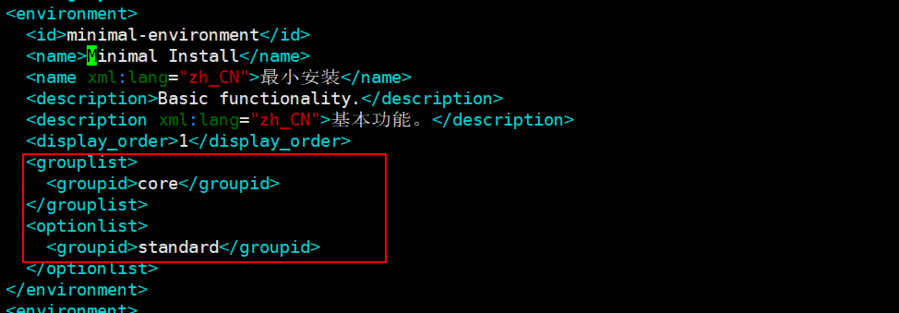 <environment>
<id>minimal-environment</id>
<name>Minimal Install</name>
<name xml:lang="zh_CN">最小安装</name>
<description>Basic functionality.</description>
<description xml:lang="zh_CN">基本功能。</description>
<display_order>1</display_order>
<grouplist>
<groupid>core</groupid>
</grouplist>
<optionlist>
<groupid>standard</groupid>
</optionlist>
</environment>
<environment>